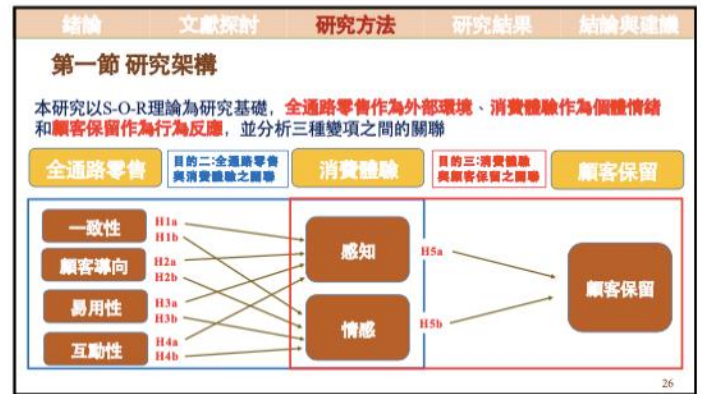 緒論 文獻探討 研究方法 研究結果 結論與建議
第一節 研究架構
本研究以S-O-R理論為研究基礎，全通路零售作為外部環境、消費體驗作為個體情緒
和顧客保留作為行為反應，並分析三種變項之間的關聯
全通路零售
目的二:全通路零售
與消費體驗之關聯
消費體驗
目的三:消費體驗
與顧客保留之關聯
顧客保留
一致性
H1a
H1b
顧客導向
H2a
H2b
易用性
H3a
H3b
互動性
H4a
H4b
感知
情感
H5a
H5b
顧客保留
26